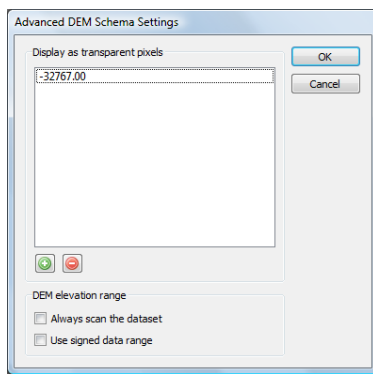 Advanced DEM Schema Settings
Display as transparent pixels
-32767.00
OK
Cancel
DEM elevation range
Always scan the dataset
Use signed data range